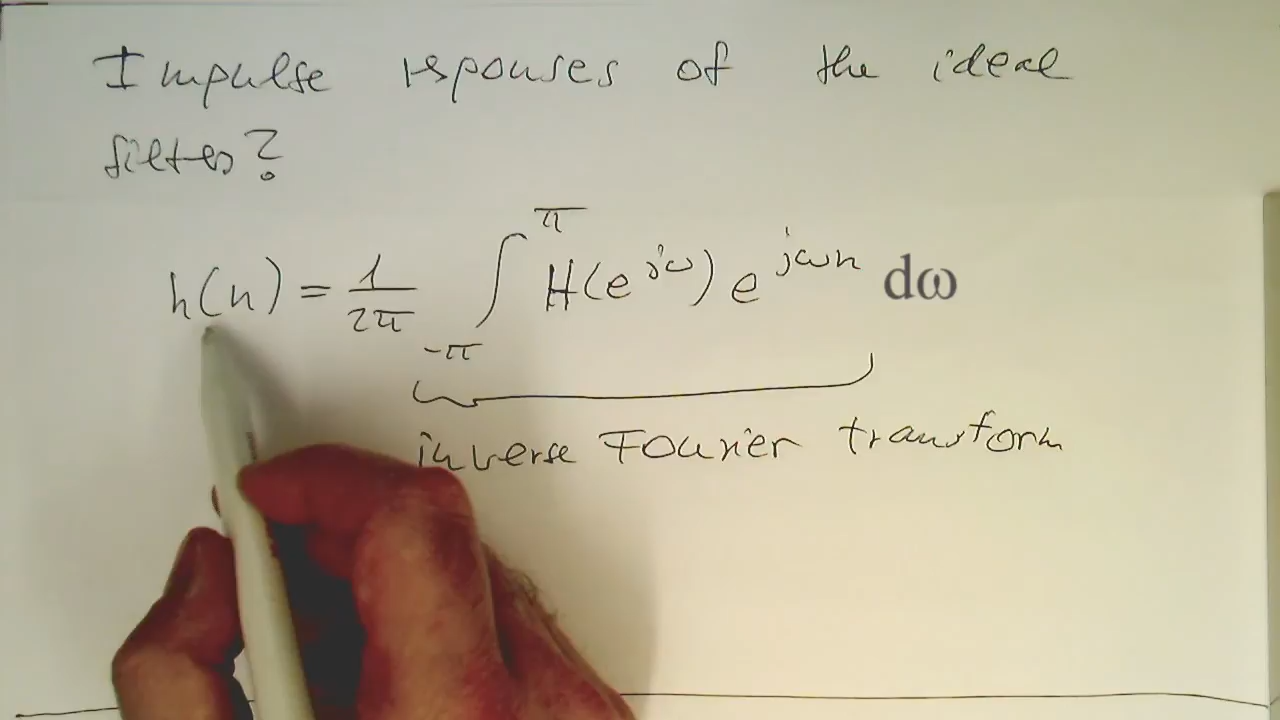 Impulse responses of the ideal
filters?
h(n) = 1/2π ∫_{-π}^{π} H(e^{jω}) e^{jωn} dω
inverse Fourier transform